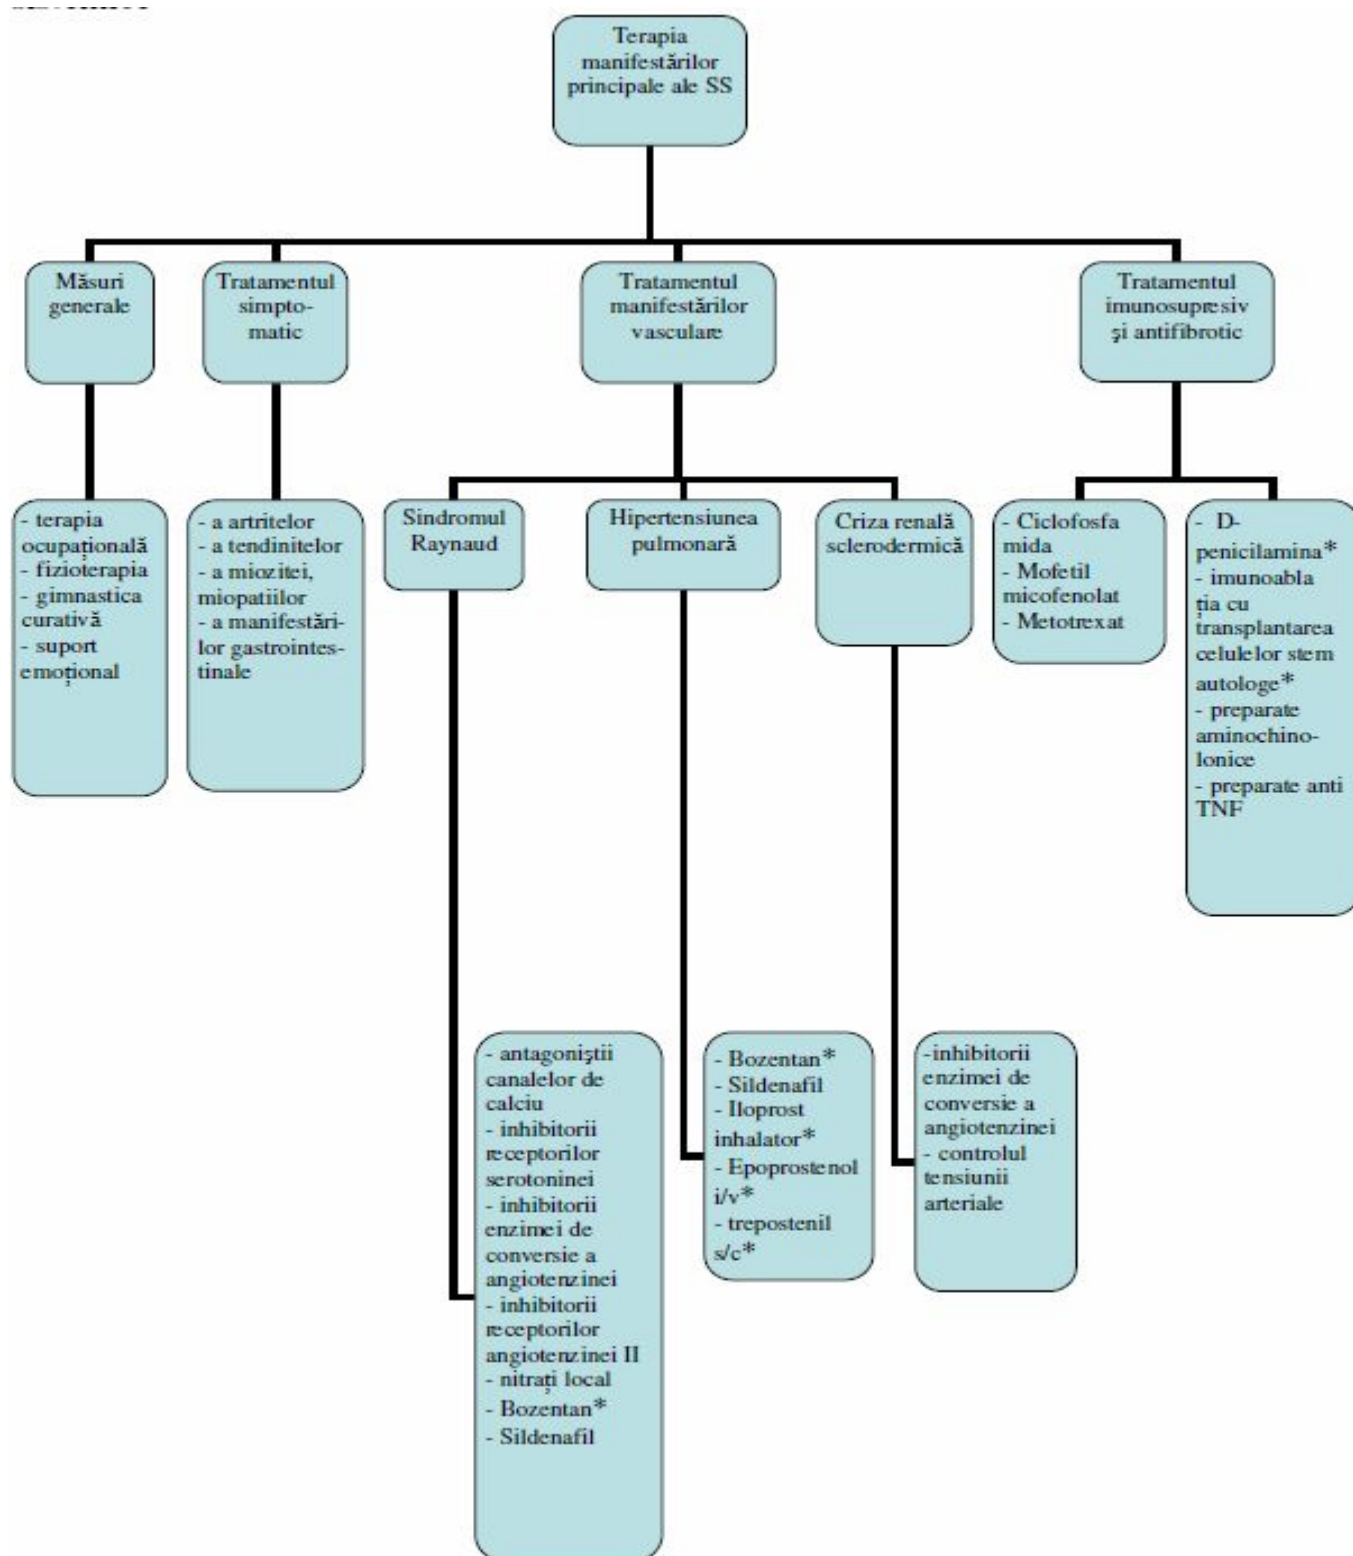 Terapia
manifestărilor
principale ale SS
Măsuri
generale
Tratamentul
simpto-
matic
Tratamentul
manifestărilor
vasculare
Tratamentul
imunosupresiv
şi antifibrotic
- terapia
ocupațională
- fizioterapia
- gimnastica
curativă
- suport
emoțional
- a artritelor
- a tendinitelor
- a miozitei,
miopatiilor
- a manifestări-
lor gastrointes-
tinale
Sindromul
Raynaud
Hipertensiunea
pulmonară
Criza renală
sclerodermică
- Ciclofosfa
mida
- Mofetil
micofenolat
- Metotrexat
- D-
penicilamina*
- imunoabla
ția cu
transplantarea
celulelor stem
autologe*
- preparate
aminochino-
lonice
- preparate anti
TNF
- antagoniştii
canalelor de
calciu
- inhibitorii
receptorilor
serotoninei
- inhibitorii
enzimei de
conversie a
angiotenzinei
- inhibitorii
receptorilor
angiotenzinei II
- nitrați local
- Bozentan*
- Sildenafil
- Bozentan*
- Sildenafil
- Iloprost
inhalator*
- Epoprostenol
i/v*
- trepostenil
s/c*
-inhibitorii
enzimei de
conversie a
angiotenzinei
- controlul
tensiunii
arteriale